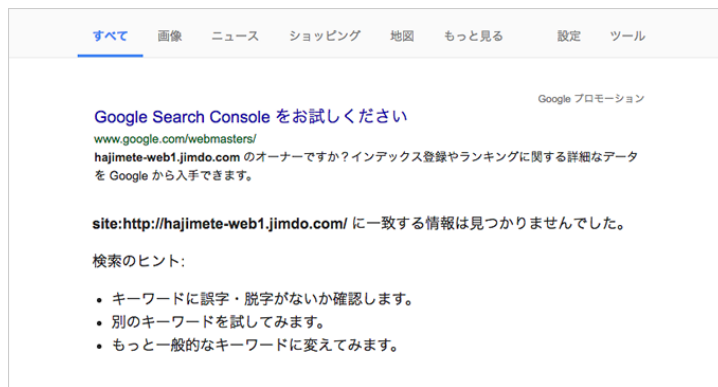 すべて 画像 ニュース ショッピング 地図 もっと見る 設定 ツール
Google プロモーション
Google Search Console をお試しください
www.google.com/webmasters/
hajimete-web1.jimdo.com のオーナーですか？インデックス登録やランキングに関する詳細なデータ
を Google から入手できます。
site:http://hajimete-web1.jimdo.com/ に一致する情報は見つかりませんでした。
検索のヒント:
• キーワードに誤字・脱字がないか確認します。
• 別のキーワードを試してみます。
• もっと一般的なキーワードに変えてみます。